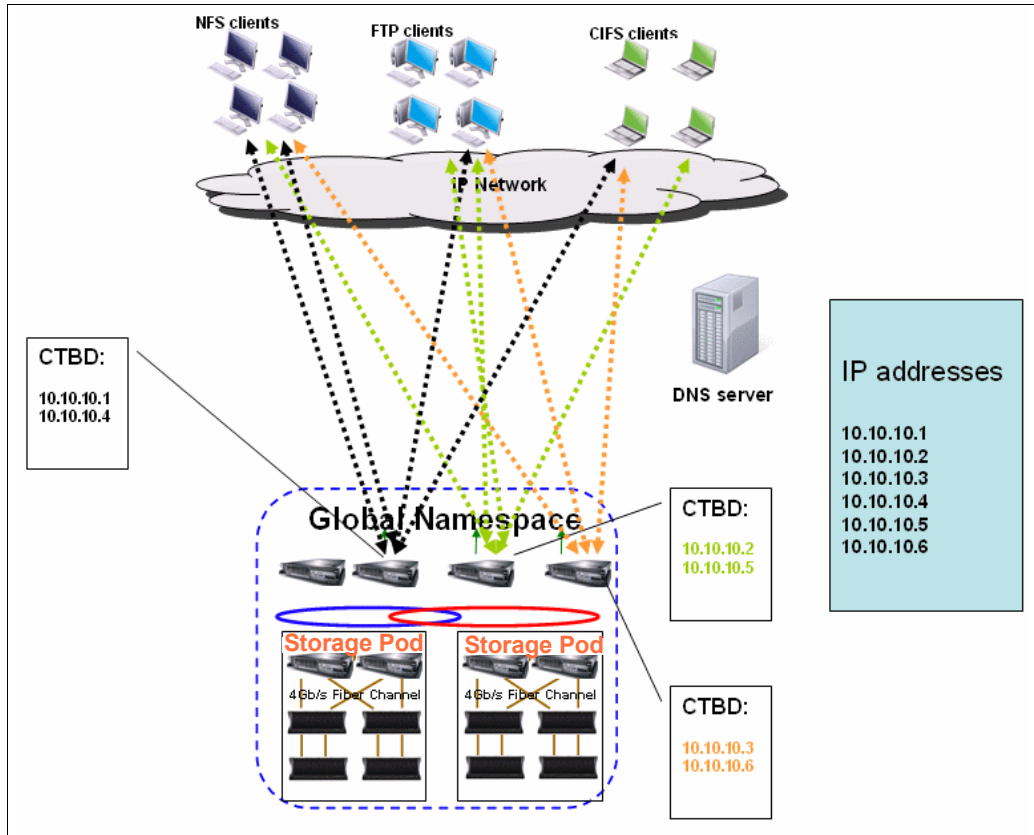 NFS clients
FTP clients
CIFS clients
IP Network
DNS server
CTBD:
10.10.10.1
10.10.10.4
IP addresses
10.10.10.1
10.10.10.2
10.10.10.3
10.10.10.4
10.10.10.5
10.10.10.6
Global Namespace
CTBD:
10.10.10.2
10.10.10.5
Storage Pod
4Gb/s Fiber Channel
Storage Pod
4Gb/s Fiber Channel
CTBD:
10.10.10.3
10.10.10.6